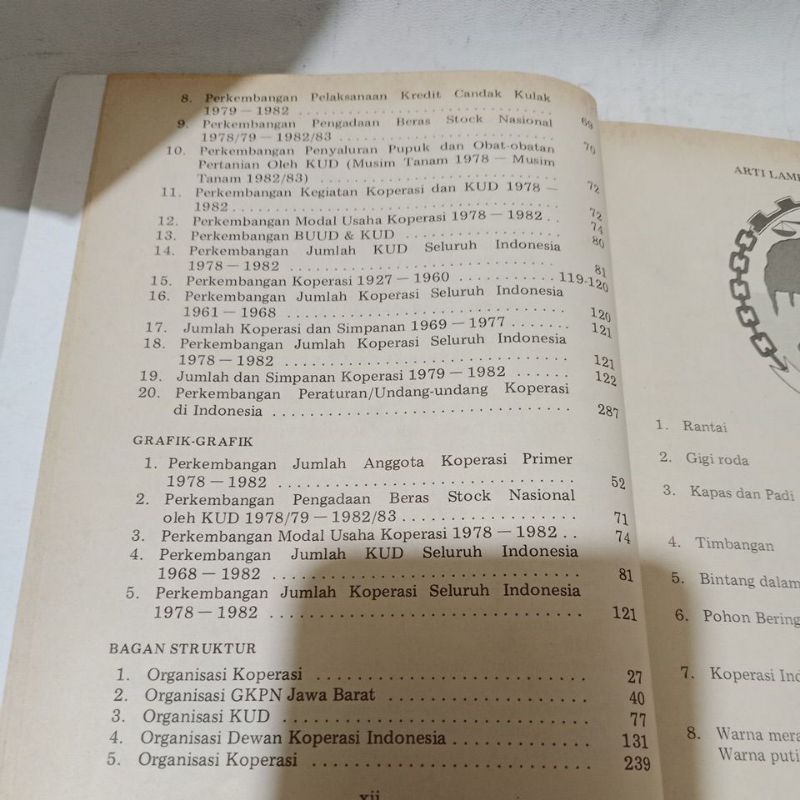 8. Perkembangan Pelaksanaan Kredit Candak Kulak
1979 — 1982 . . . . . . . . . . . . . . . . . . . . . . . . . . . 69
9. Perkembangan Pengadaan Beras Stock Nasional
1978/79 — 1982/83 . . . . . . . . . . . . . . . . . . . . . . . 70
10. Perkembangan Penyaluran Pupuk dan Obat-obatan
Pertanian Oleh KUD (Musim Tanam 1978 — Musim
Tanam 1982/83) . . . . . . . . . . . . . . . . . . . . . . . . 72
11. Perkembangan Kegiatan Koperasi dan KUD 1978 —
1982 . . . . . . . . . . . . . . . . . . . . . . . . . . . . . . 72
12. Perkembangan Modal Usaha Koperasi 1978 — 1982 . . 74
13. Perkembangan BUUD & KUD . . . . . . . . . . . . . . . 80
14. Perkembangan Jumlah KUD Seluruh Indonesia
1978 — 1982 . . . . . . . . . . . . . . . . . . . . . . . . . . 81
15. Perkembangan Koperasi 1927 — 1960 . . . . . . . . . . . 119-120
16. Perkembangan Jumlah Koperasi Seluruh Indonesia
1961 — 1968 . . . . . . . . . . . . . . . . . . . . . . . . . . 120
17. Jumlah Koperasi dan Simpanan 1969 — 1977 . . . . . . . 121
18. Perkembangan Jumlah Koperasi Seluruh Indonesia
1978 — 1982 . . . . . . . . . . . . . . . . . . . . . . . . . . 121
19. Jumlah dan Simpanan Koperasi 1979 — 1982 . . . . . . 122
20. Perkembangan Peraturan/Undang-undang Koperasi
di Indonesia . . . . . . . . . . . . . . . . . . . . . . . . . . . 287
GRAFIK-GRAFIK
1. Perkembangan Jumlah Anggota Koperasi Primer
1978 — 1982 . . . . . . . . . . . . . . . . . . . . . . . . . . . 52
2. Perkembangan Pengadaan Beras Stock Nasional
oleh KUD 1978/79 — 1982/83 . . . . . . . . . . . . . . . . 71
3. Perkembangan Modal Usaha Koperasi 1978 — 1982 . . 74
4. Perkembangan Jumlah KUD Seluruh Indonesia
1968 — 1982 . . . . . . . . . . . . . . . . . . . . . . . . . . . 81
5. Perkembangan Jumlah Koperasi Seluruh Indonesia
1978 — 1982 . . . . . . . . . . . . . . . . . . . . . . . . . . . 121
BAGAN STRUKTUR
1. Organisasi Koperasi . . . . . . . . . . . . . . . . . . . . . . 27
2. Organisasi GKPN Jawa Barat . . . . . . . . . . . . . . . . 40
3. Organisasi KUD . . . . . . . . . . . . . . . . . . . . . . . . 77
4. Organisasi Dewan Koperasi Indonesia . . . . . . . . . . . 131
5. Organisasi Koperasi . . . . . . . . . . . . . . . . . . . . . . 239
xii
ARTI
1. Rantai
2. Gigi roda
3. Kapas dan Padi
4. Timbangan
5. Bintang dalam
6. Pohon
7. Koperasi
8. Warna
Warna